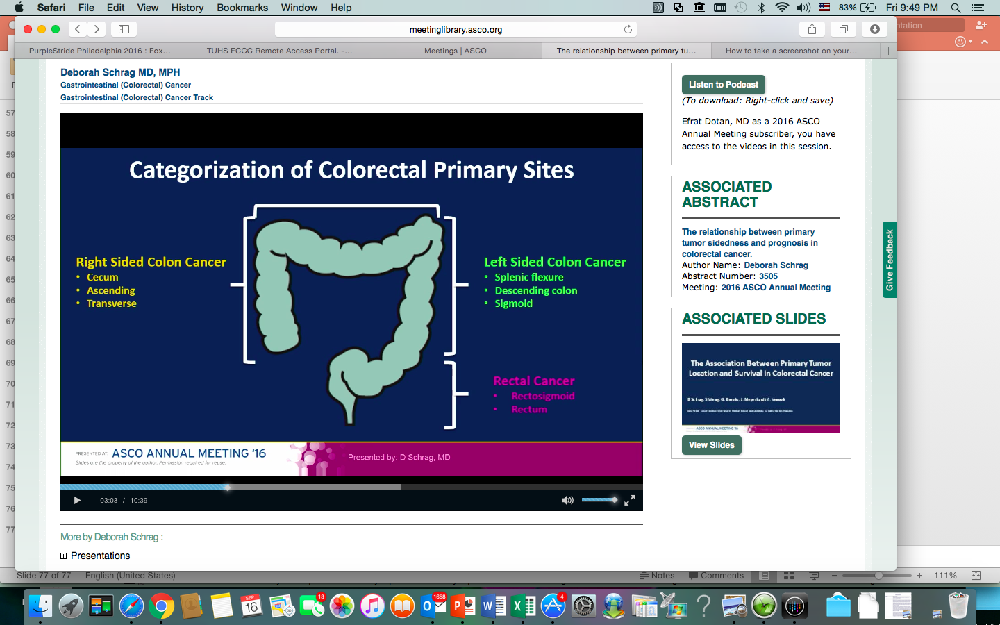 Safari File Edit View History Bookmarks Window Help 83% Fri 9:49 PM
meetinglibrary.asco.org
ntation
PurpleStride Philadelphia 2016 : Fox...
TUHS FCCC Remote Access Portal. -...
Meetings | ASCO
The relationship between primary tu...
How to take a screenshot on your...
Deborah Schrag MD, MPH
Gastrointestinal (Colorectal) Cancer
Gastrointestinal (Colorectal) Cancer Track
Categorization of Colorectal Primary Sites
Right Sided Colon Cancer
• Cecum
• Ascending
• Transverse
Left Sided Colon Cancer
• Splenic flexure
• Descending colon
• Sigmoid
Rectal Cancer
• Rectosigmoid
• Rectum
PRESENTED AT ASCO ANNUAL MEETING '16
Slides are the property of the author. Permission required for reuse.
Presented by: D Schrag, MD
03:03 / 10:39
More by Deborah Schrag :
Presentations
Listen to Podcast
(To download: Right-click and save)
Efrat Dotan, MD as a 2016 ASCO
Annual Meeting subscriber, you have
access to the videos in this session.
ASSOCIATED
ABSTRACT
The relationship between primary
tumor sidedness and prognosis in
colorectal cancer.
Author Name: Deborah Schrag
Abstract Number: 3505
Meeting: 2016 ASCO Annual Meeting
ASSOCIATED SLIDES
The Association Between Primary Tumor
Location and Survival in Colorectal Cancer
View Slides
Give Feedback
57
58
59
60
61
62
63
64
65
66
67
68
69
70
71
72
73
74
75
76
77
Slide 77 of 77 English (United States) Notes Comments 111%
SEP
16
13
1658
4